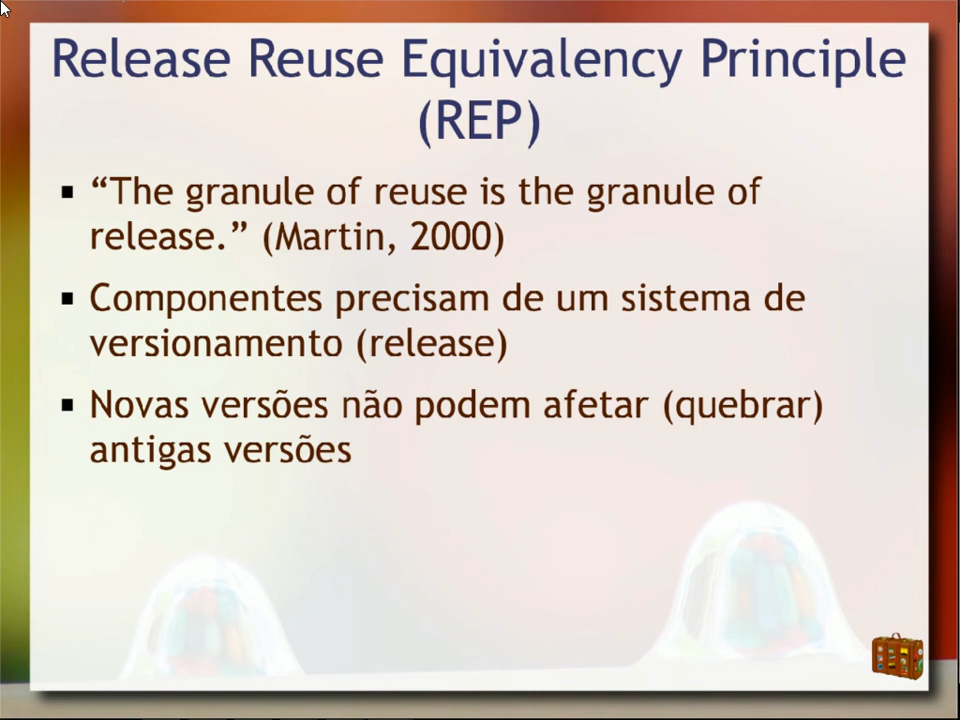 Release Reuse Equivalency Principle
(REP)
▪ “The granule of reuse is the granule of
release.” (Martin, 2000)
▪ Componentes precisam de um sistema de
versionamento (release)
▪ Novas versões não podem afetar (quebrar)
antigas versões